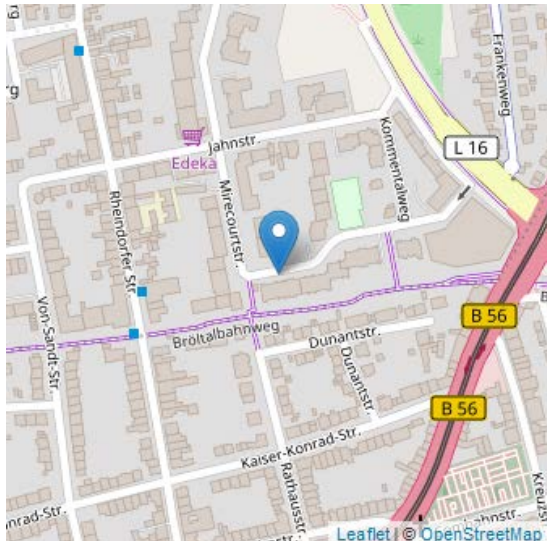 Frankenweg
L 16
Kommentalweg
Jahnstr.
Edeka
Mirecourtstr.
Rheindorfer Str.
Von-Sandt-Str.
B 56
Bröltalbahnweg
Dunantstr.
Dunantstr.
B 56
Kaiser-Konrad-Str.
Rathausstr.
Leaflet | © OpenStreetMap